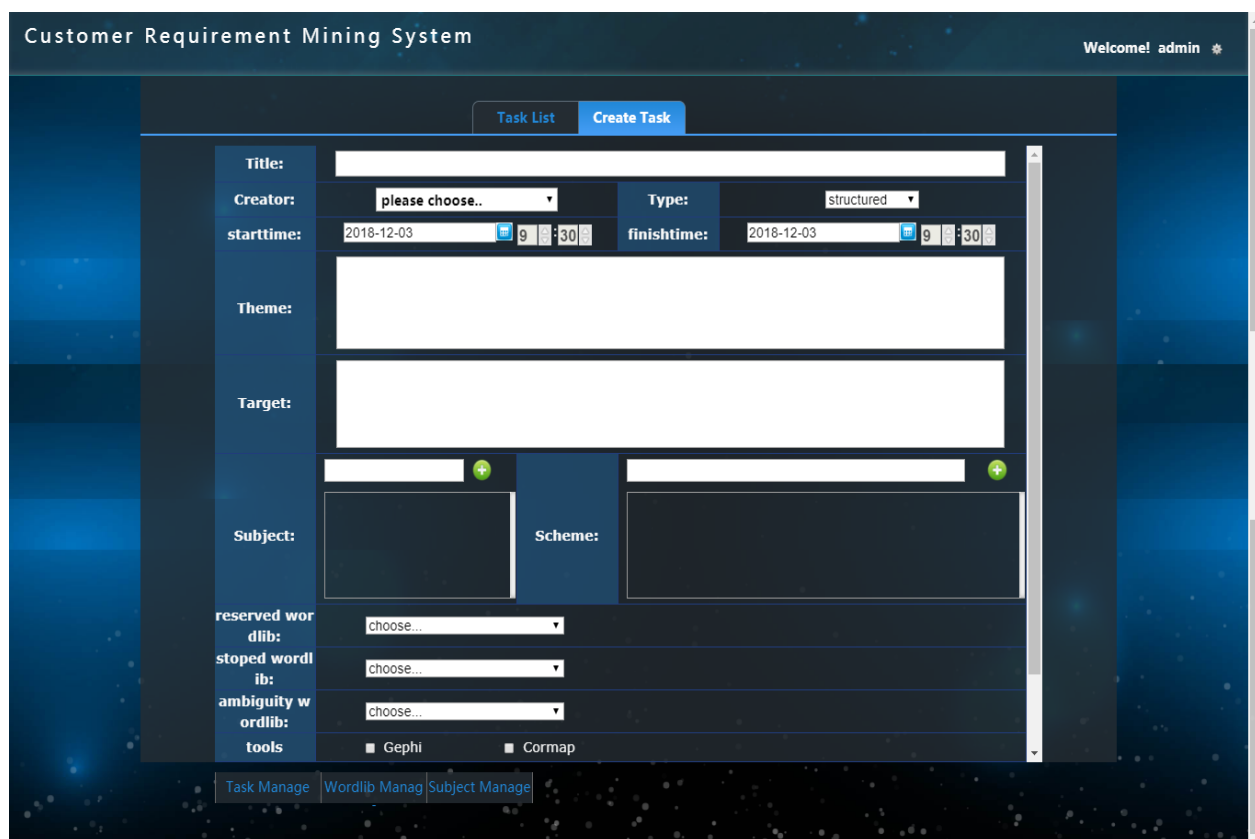 Customer Requirement Mining System
Welcome! admin
Task List Create Task
Title:
Creator: please choose.. Type: structured
starttime: 2018-12-03 9 : 30 finishtime: 2018-12-03 9 : 30
Theme:
Target:
Subject: Scheme:
reserved wor
dlib:
choose...
stoped wordl
ib:
choose...
ambiguity w
ordlib:
choose...
tools Gephi Cormap
Task Manage Wordlib Manag Subject Manage